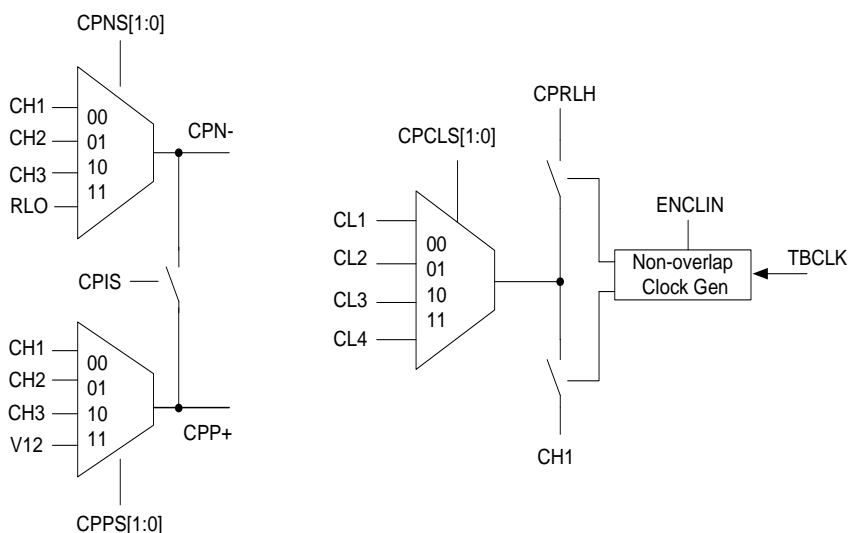 CPNS[1:0]
CH1
CH2
CH3
RLO
00
01
10
11
CPN-
CPIS
CH1
CH2
CH3
V12
00
01
10
11
CPP+
CPPS[1:0]
CPCLS[1:0]
CL1
CL2
CL3
CL4
00
01
10
11
CPRLH
CH1
ENCLIN
Non-overlap
Clock Gen
TBCLK